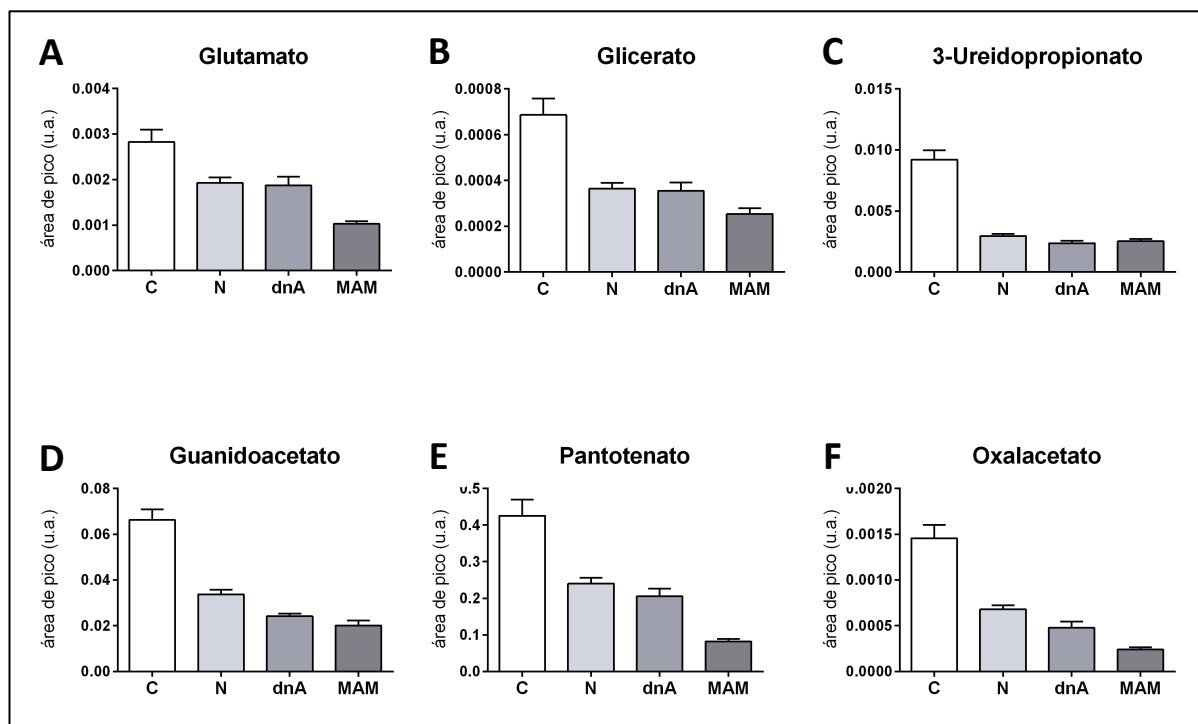 A
Glutamato
área de pico (u.a.)
0.004
0.003
0.002
0.001
0.000
C N dnA MAM
B
Glicerato
área de pico (u.a.)
0.0008
0.0006
0.0004
0.0002
0.0000
C N dnA MAM
C
3-Ureidopropionato
área de pico (u.a.)
0.015
0.010
0.005
0.000
C N dnA MAM
D
Guanidoacetato
área de pico (u.a.)
0.08
0.06
0.04
0.02
0.00
C N dnA MAM
E
Pantotenato
área de pico (u.a.)
0.5
0.4
0.3
0.2
0.1
0.0
C N dnA MAM
F
Oxalacetato
área de pico (u.a.)
0.0020
0.0015
0.0010
0.0005
0.0000
C N dnA MAM